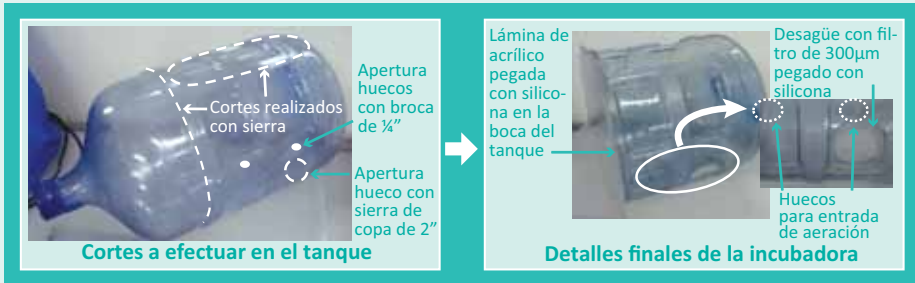 Cortes realizados
con sierra
Apertura
huecos
con broca
de ¼”
Apertura
hueco con
sierra de
copa de 2”
Cortes a efectuar en el tanque
Lámina de
acrílico
pegada
con silico-
na en la
boca del
tanque
Desagüe con fil-
tro de 300µm
pegado con
silicona
Huecos
para entrada
de aeración
Detalles finales de la incubadora